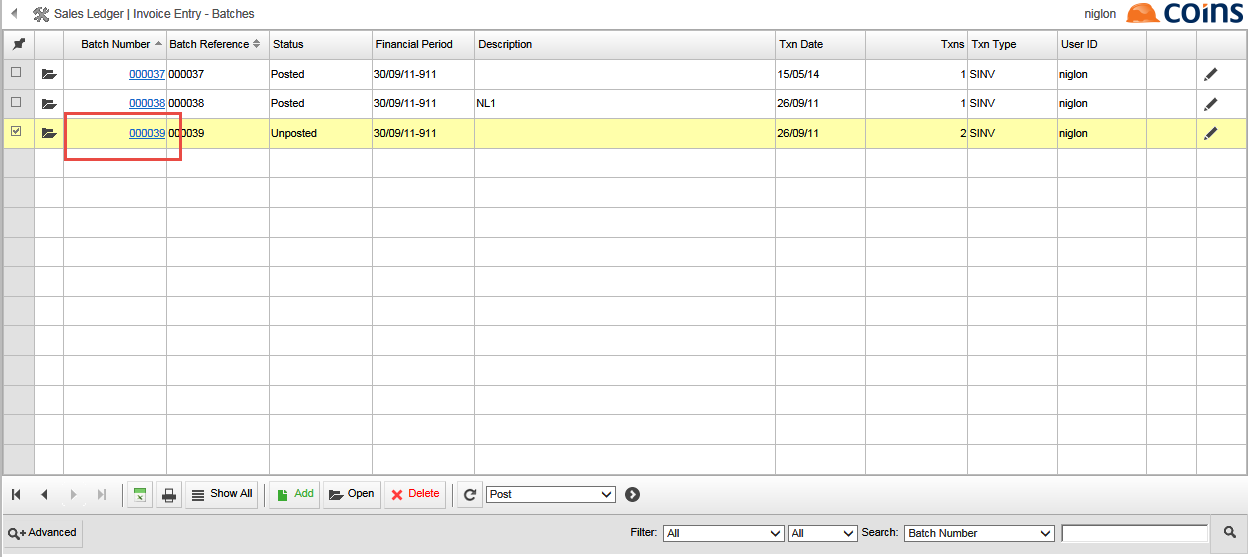 Sales Ledger | Invoice Entry - Batches niglon coins
Batch Number Batch Reference Status Financial Period Description Txn Date Txns Txn Type User ID
000037 000037 Posted 30/09/11-911 15/05/14 1 SINV niglon
000038 000038 Posted 30/09/11-911 NL1 26/09/11 1 SINV niglon
000039 000039 Unposted 30/09/11-911 26/09/11 2 SINV niglon
Show All Add Open Delete Post
Advanced Filter: All All Search: Batch Number